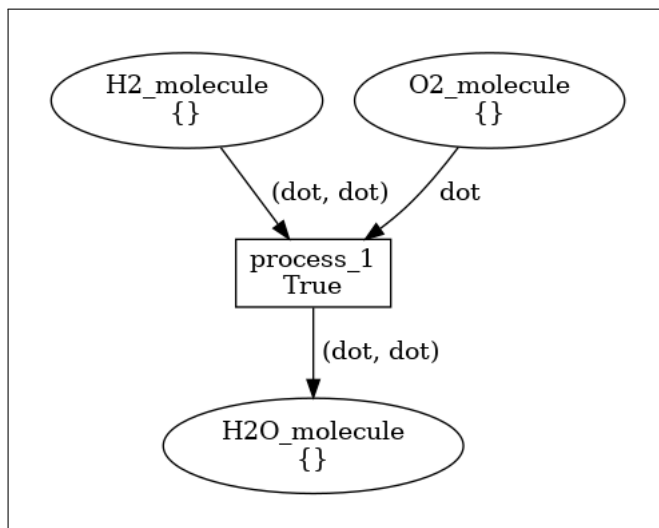 H2_molecule
{}
O2_molecule
{}
(dot, dot)
dot
process_1
True
(dot, dot)
H2O_molecule
{}